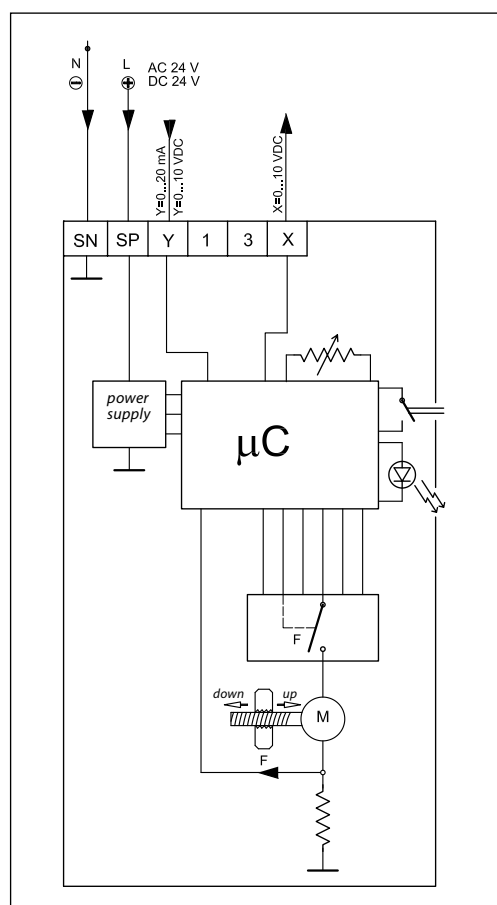 N
L
AC 24 V
DC 24 V
⊖
⊕
Y=0...20 mA
Y=0...10 VDC
X=0...10 VDC
SN SP Y 1 3 X
power
supply
μC
F
down up
M
F